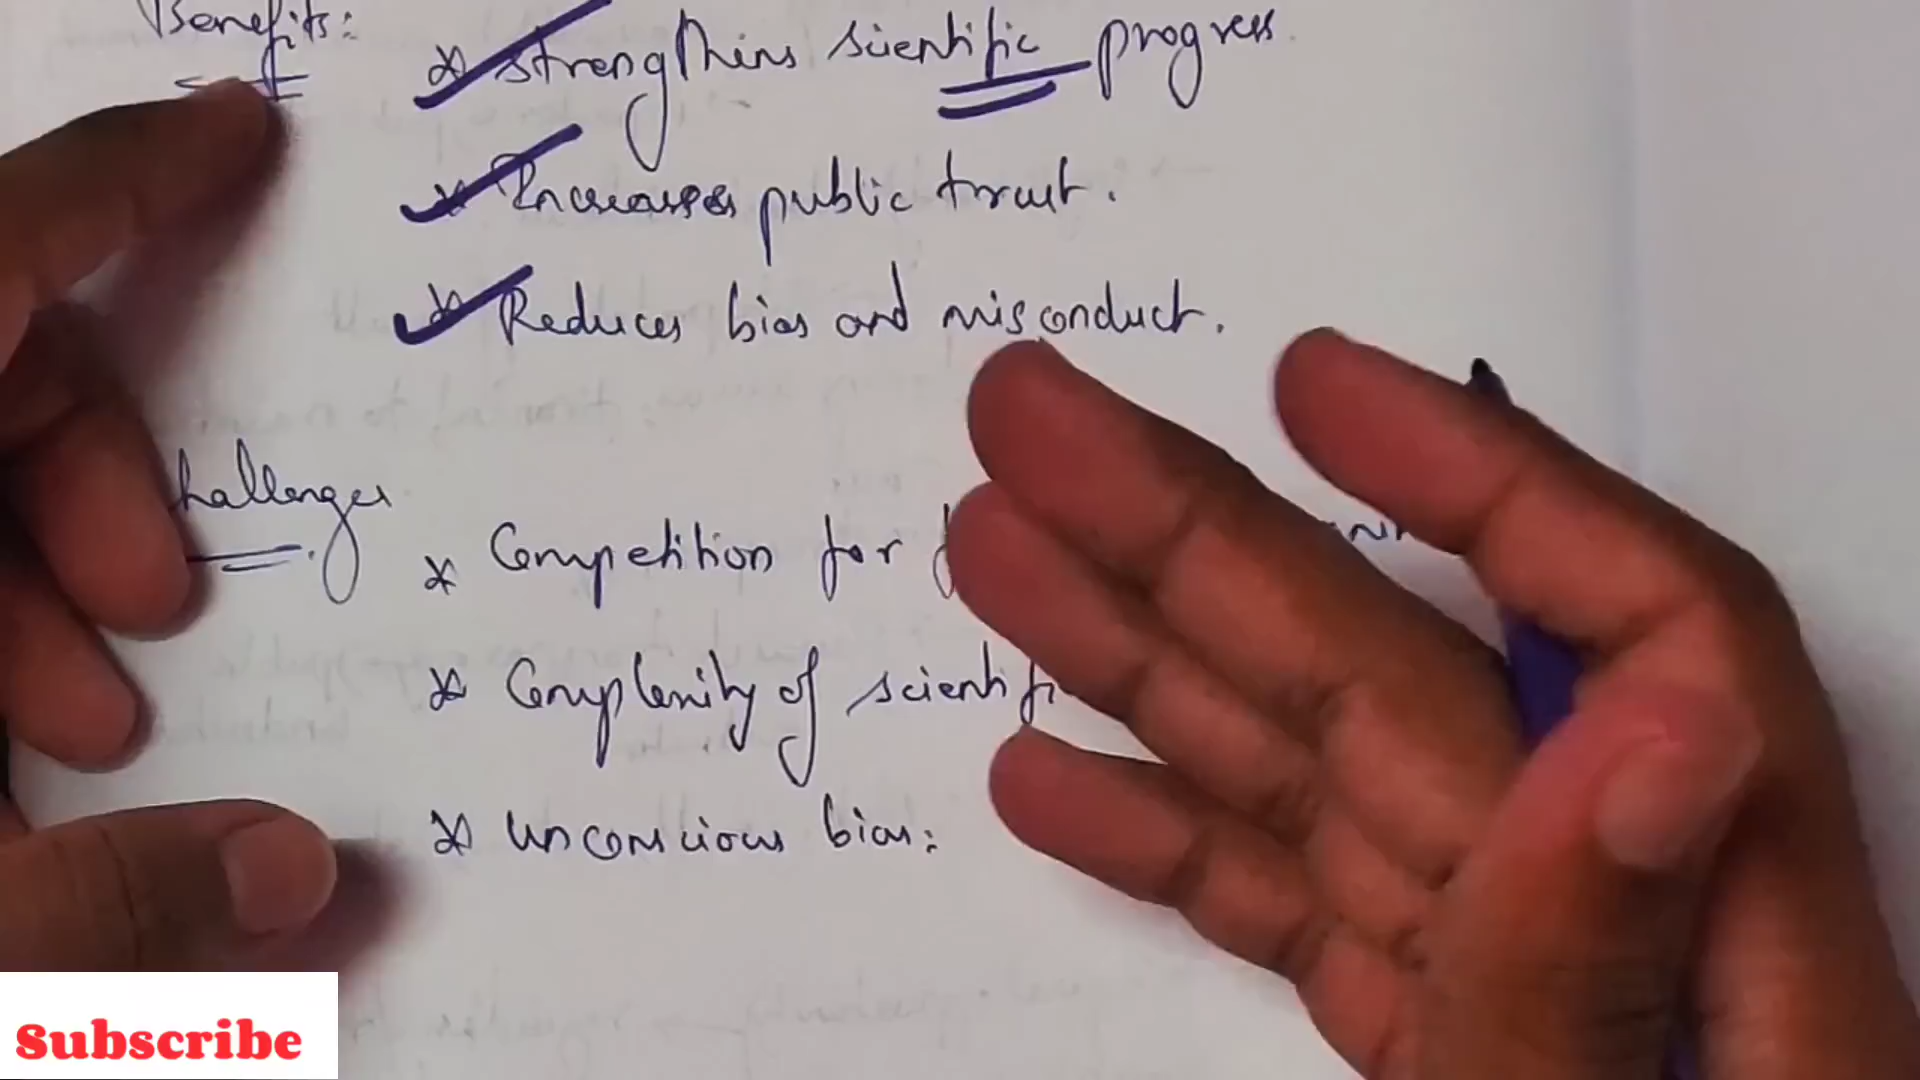 Benefits:
* Strengthens scientific progress.
* Increases public trust.
* Reduces bias and misconduct.
Challenges
* Competition for
* Complexity of
* Unconscious bias:
Subscribe